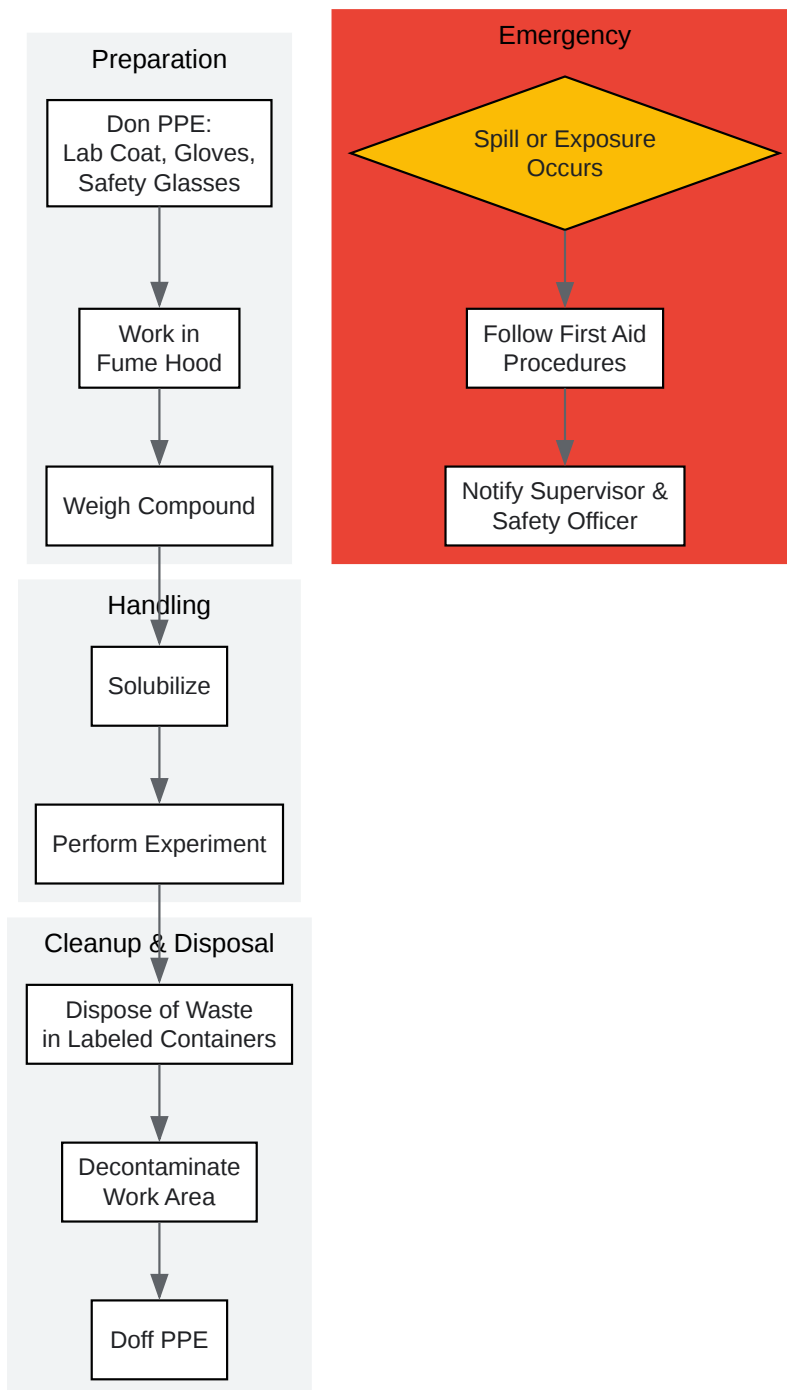 Preparation
Don PPE:
Lab Coat, Gloves,
Safety Glasses
Work in
Fume Hood
Weigh Compound
Handling
Solubilize
Perform Experiment
Cleanup & Disposal
Dispose of Waste
in Labeled Containers
Decontaminate
Work Area
Doff PPE
Emergency
Spill or Exposure
Occurs
Follow First Aid
Procedures
Notify Supervisor &
Safety Officer